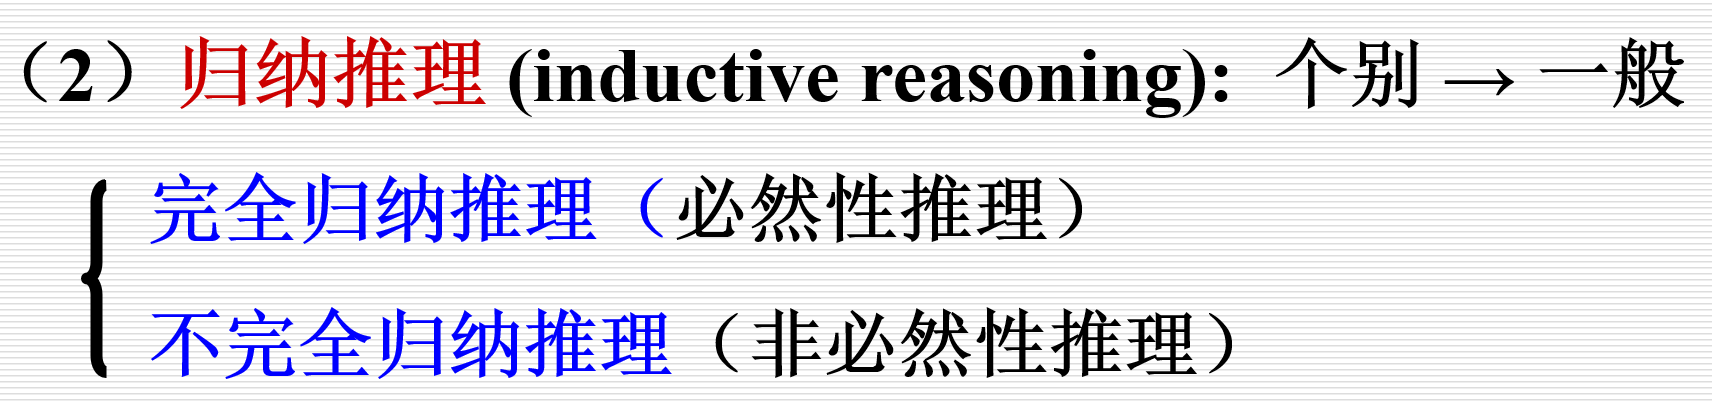 （2）归纳推理 (inductive reasoning): 个别 → 一般
完全归纳推理（必然性推理）
不完全归纳推理（非必然性推理）